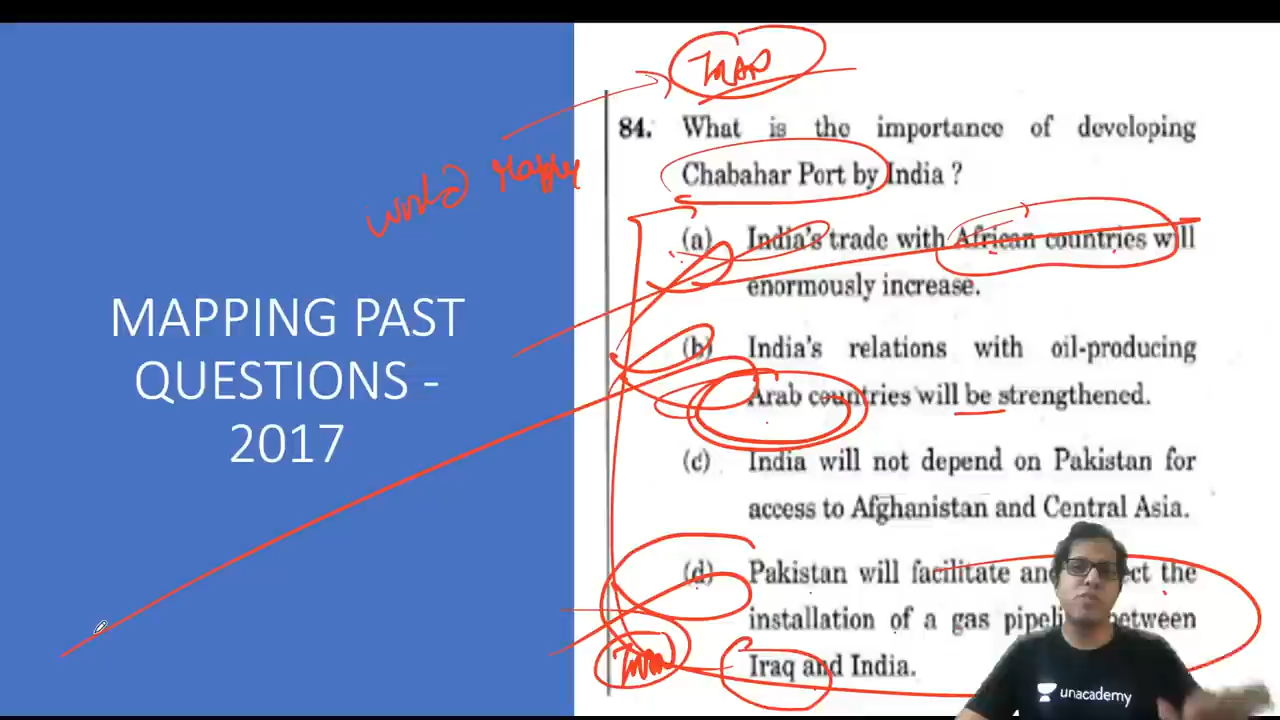 MAPPING PAST
QUESTIONS -
2017
World
84. What is the importance of developing
Chabahar Port by India ?
(a) India's trade with African countries will
enormously increase.
(b) India's relations with oil-producing
Arab countries will be strengthened.
(c) India will not depend on Pakistan for
access to Afghanistan and Central Asia.
(d) Pakistan will facilitate and the
installation of a gas between
Iraq and India.
unacademy